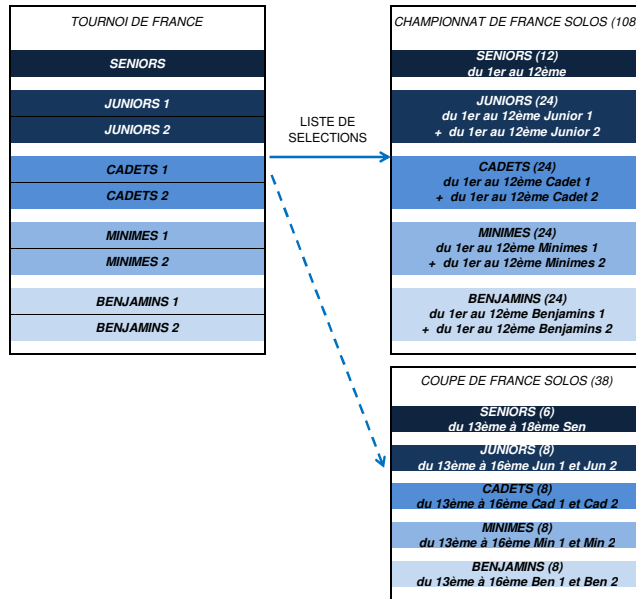 TOURNOI DE FRANCE
SENIORS
JUNIORS 1
JUNIORS 2
CADETS 1
CADETS 2
MINIMES 1
MINIMES 2
BENJAMINS 1
BENJAMINS 2
LISTE DE
SELECTIONS
CHAMPIONNAT DE FRANCE SOLOS (108)
SENIORS (12)
du 1er au 12ème
JUNIORS (24)
du 1er au 12ème Junior 1
+ du 1er au 12ème Junior 2
CADETS (24)
du 1er au 12ème Cadet 1
+ du 1er au 12ème Cadet 2
MINIMES (24)
du 1er au 12ème Minimes 1
+ du 1er au 12ème Minimes 2
BENJAMINS (24)
du 1er au 12ème Benjamins 1
+ du 1er au 12ème Benjamins 2
COUPE DE FRANCE SOLOS (38)
SENIORS (6)
du 13ème à 18ème Sen
JUNIORS (8)
du 13ème à 16ème Jun 1 et Jun 2
CADETS (8)
du 13ème à 16ème Cad 1 et Cad 2
MINIMES (8)
du 13ème à 16ème Min 1 et Min 2
BENJAMINS (8)
du 13ème à 16ème Ben 1 et Ben 2